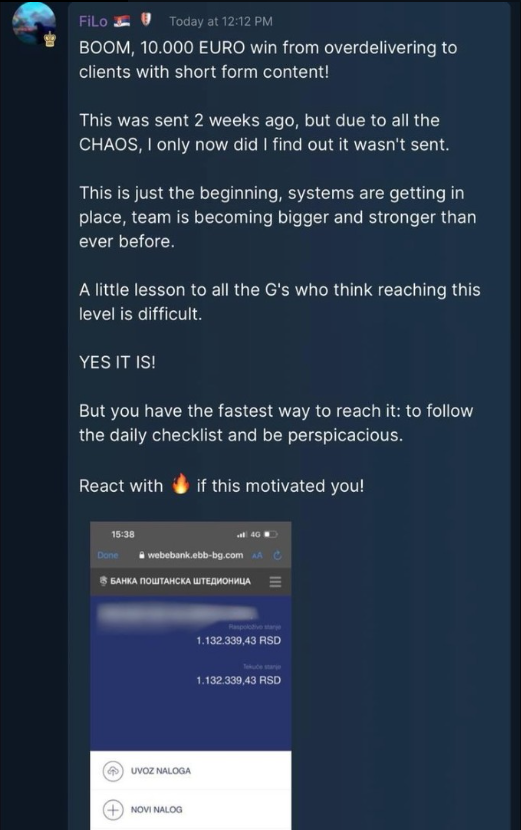 FiLo 🇷🇸 Today at 12:12 PM
BOOM, 10.000 EURO win from overdelivering to
clients with short form content!
This was sent 2 weeks ago, but due to all the
CHAOS, I only now did I find out it wasn't sent.
This is just the beginning, systems are getting in
place, team is becoming bigger and stronger than
ever before.
A little lesson to all the G's who think reaching this
level is difficult.
YES IT IS!
But you have the fastest way to reach it: to follow
the daily checklist and be perspicacious.
React with 🔥 if this motivated you!
15:38 4G
Done webebank.ebb-bg.com AA
БАНКА ПОШТАНСКА ШТЕДИОНИЦА
Raspoloživo stanje
1.132.339,43 RSD
Tekuće stanje
1.132.339,43 RSD
UVOZ NALOGA
NOVI NALOG